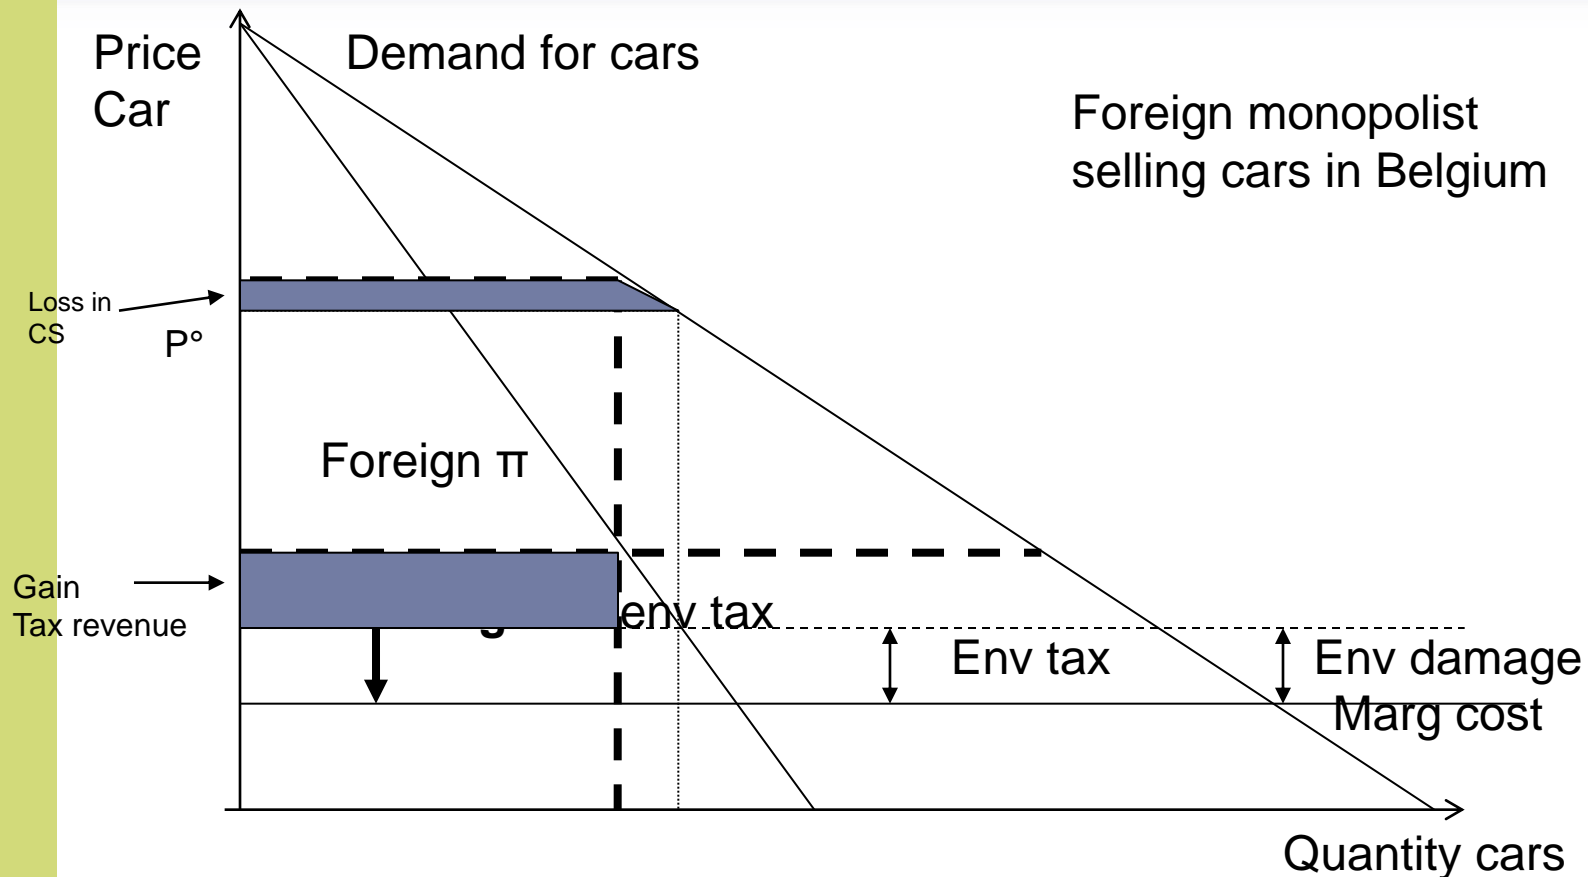 Price
Car
Demand for cars
Foreign monopolist
selling cars in Belgium
Loss in
CS
P°
Foreign π
Gain
Tax revenue
env tax
Env tax
Env damage
Marg cost
Quantity cars